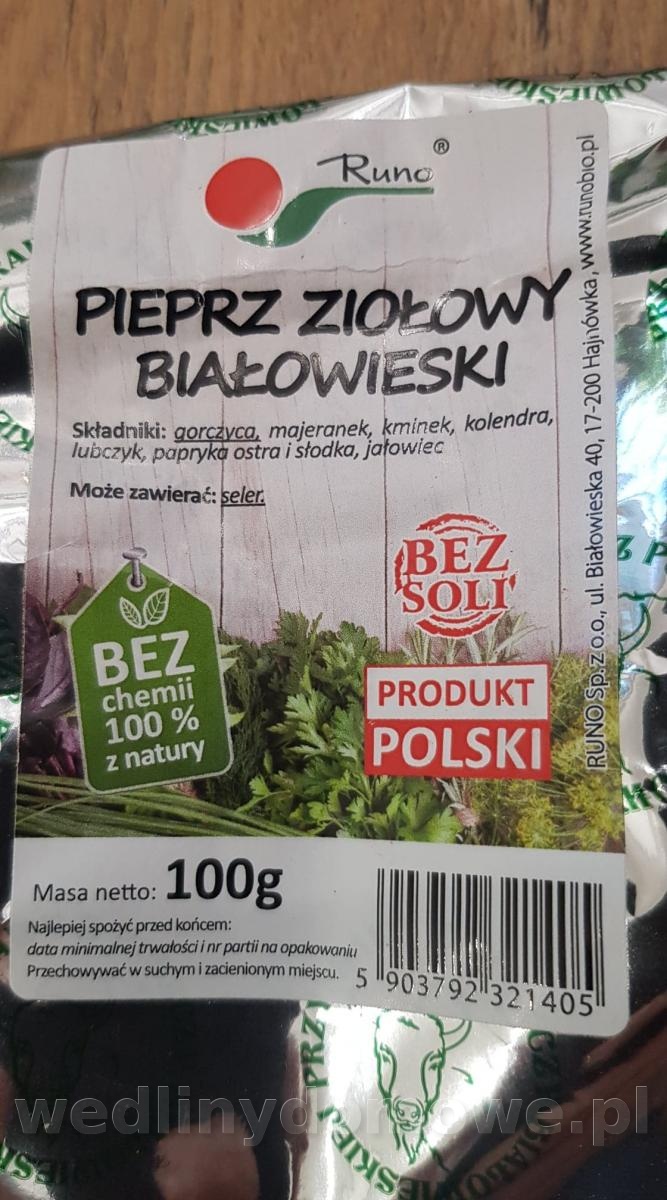 Runo®
PIEPRZ ZIOŁOWY
BIAŁOWIESKI
Składniki: gorczyca, majeranek, kminek, kolendra,
lubczyk, papryka ostra i słodka, jałowiec
Może zawierać: seler.
BEZ
chemii
100 %
z natury
BEZ
SOLI
PRODUKT
POLSKI
RUNO Sp. z o.o., ul. Białowieska 40, 17-200 Hajnówka, www.runobio.pl
Masa netto: 100g
Najlepiej spożyć przed końcem:
data minimalnej trwałości i nr partii na opakowaniu
Przechowywać w suchym i zacienionym miejscu.
5 903792 321405
wedlinydomowe.pl